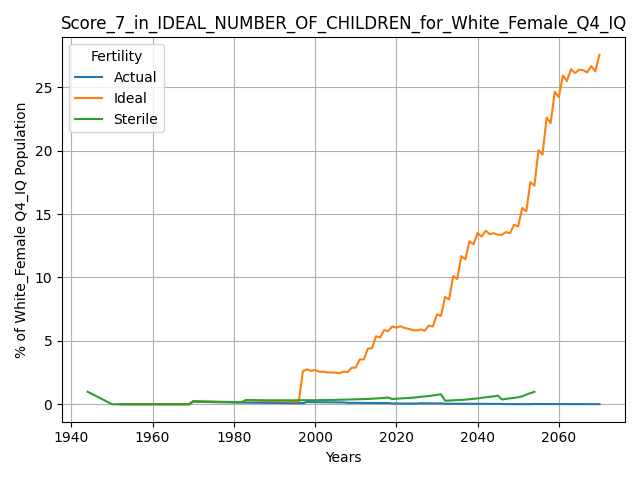 Score_7_in_IDEAL_NUMBER_OF_CHILDREN_for_White_Female_Q4_IQ
Fertility
Actual
Ideal
Sterile
% of White_Female Q4_IQ Population
25
20
15
10
5
0
1940 1960 1980 2000 2020 2040 2060
Years